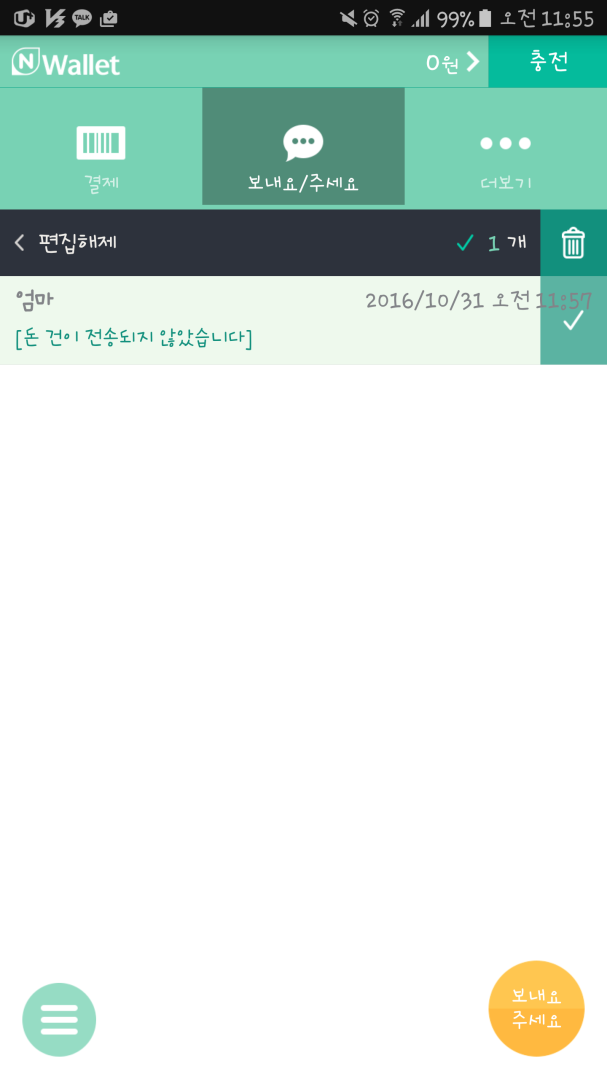 TALK 99% 오전 11:55
N Wallet 0원 충전
결제 보내요/주세요 더보기
편집해제 1 개
엄마 2016/10/31 오전 11:57
[돈 건이 전송되지 않았습니다]
보내요
주세요